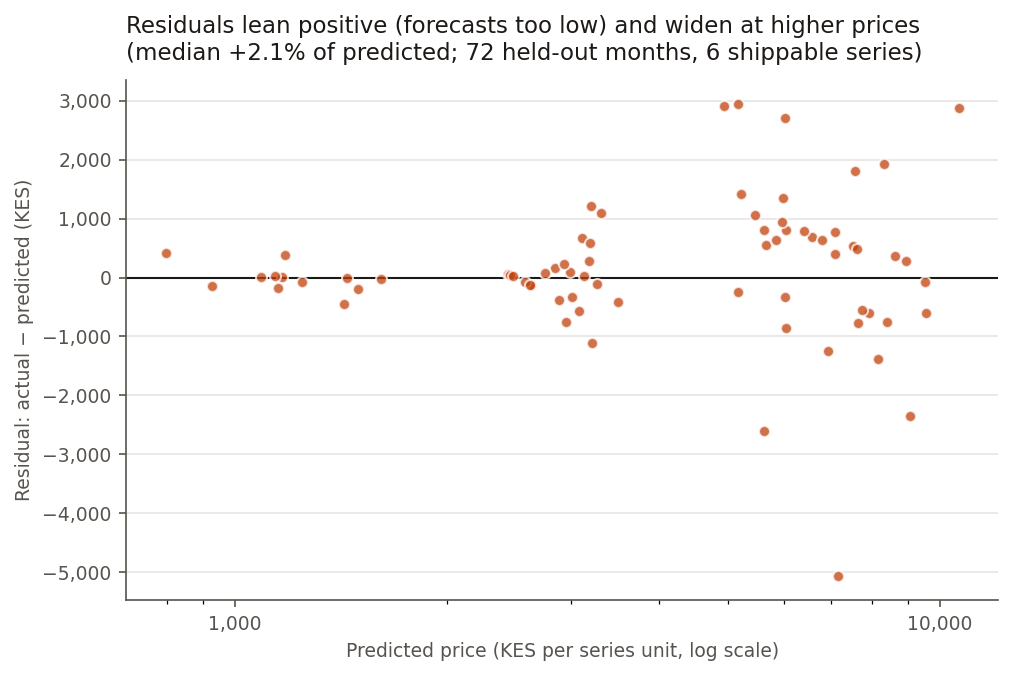 Residuals lean positive (forecasts too low) and widen at higher prices
(median +2.1% of predicted; 72 held-out months, 6 shippable series)
3,000
2,000
1,000
0
−1,000
−2,000
−3,000
−4,000
−5,000
Residual: actual − predicted (KES)
1,000
10,000
Predicted price (KES per series unit, log scale)